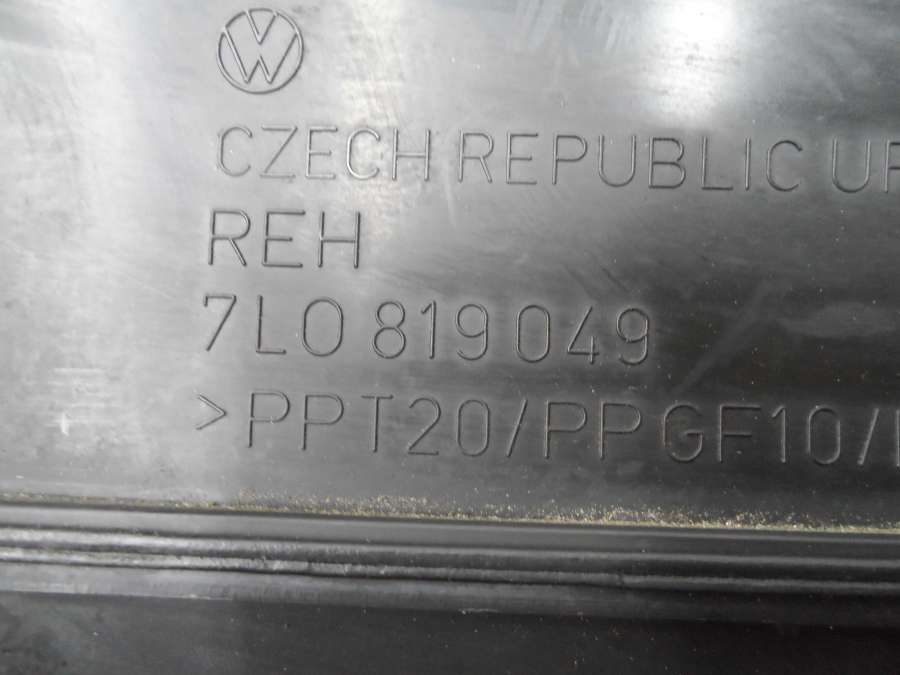 CZECH REPUBLIC
REH
7L0 819 049
>PPT20/PPGF10/